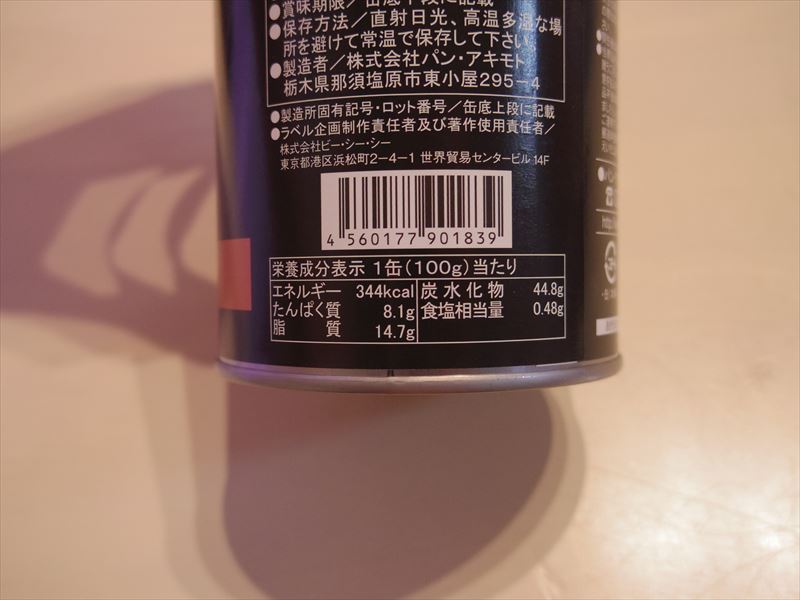 ●賞味期限／缶底下段に記載
●保存方法／直射日光、高温多湿な場
所を避けて常温で保存して下さい。
●製造者／株式会社パン・アキモト
栃木県那須塩原市東小屋295－4
●製造所固有記号・ロット番号／缶底上段に記載
●ラベル企画制作責任者及び著作使用責任者／
株式会社ビー・シー・シー
東京都港区浜松町2－4－1 世界貿易センタービル 14F
4 560177 901839
栄養成分表示 1缶(100g)当たり
エネルギー 344kcal 炭水化物 44.8g
たんぱく質 8.1g 食塩相当量 0.48g
脂質 14.7g